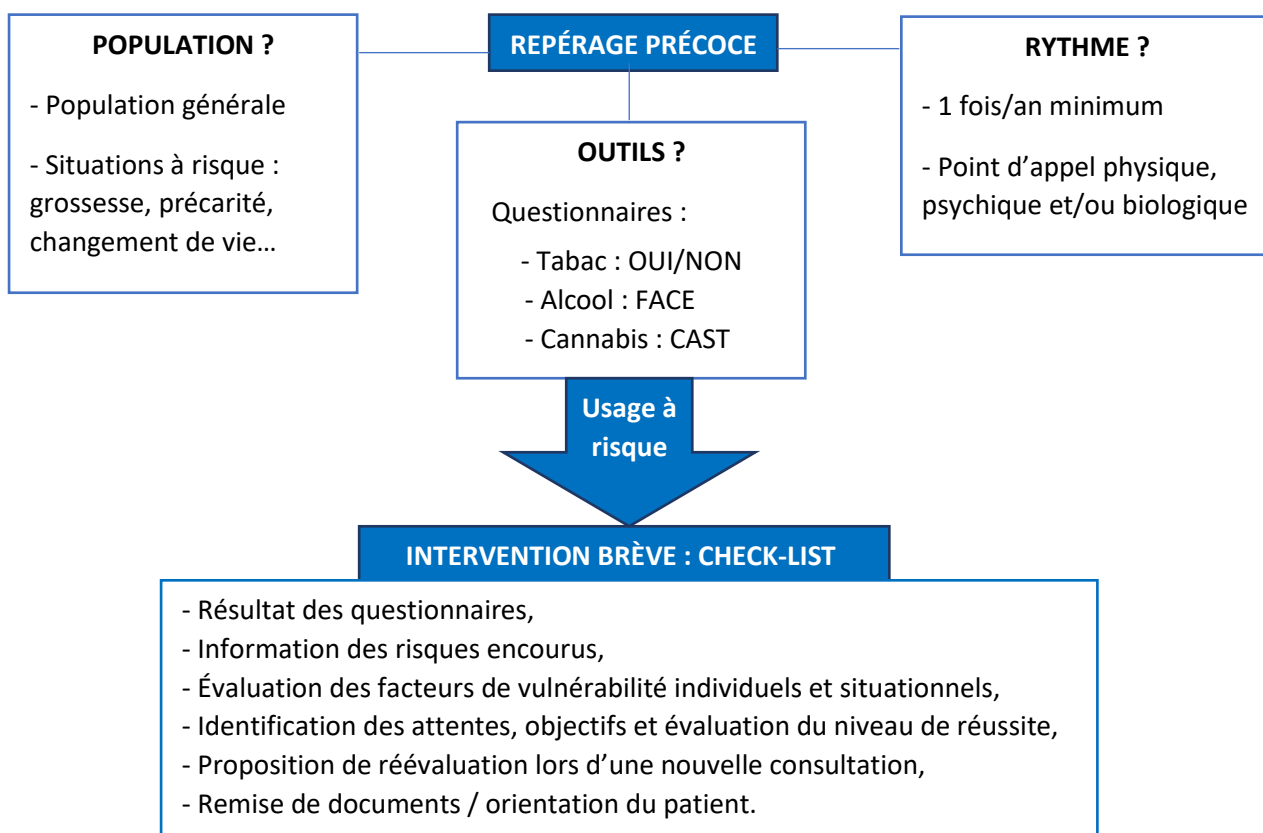 REPÉRAGE PRÉCOCE
POPULATION ?
- Population générale
- Situations à risque :
grossesse, précarité,
changement de vie…
OUTILS ?
Questionnaires :
- Tabac : OUI/NON
- Alcool : FACE
- Cannabis : CAST
RYTHME ?
- 1 fois/an minimum
- Point d’appel physique,
psychique et/ou biologique
Usage à
risque
INTERVENTION BRÈVE : CHECK-LIST
- Résultat des questionnaires,
- Information des risques encourus,
- Évaluation des facteurs de vulnérabilité individuels et situationnels,
- Identification des attentes, objectifs et évaluation du niveau de réussite,
- Proposition de réévaluation lors d’une nouvelle consultation,
- Remise de documents / orientation du patient.